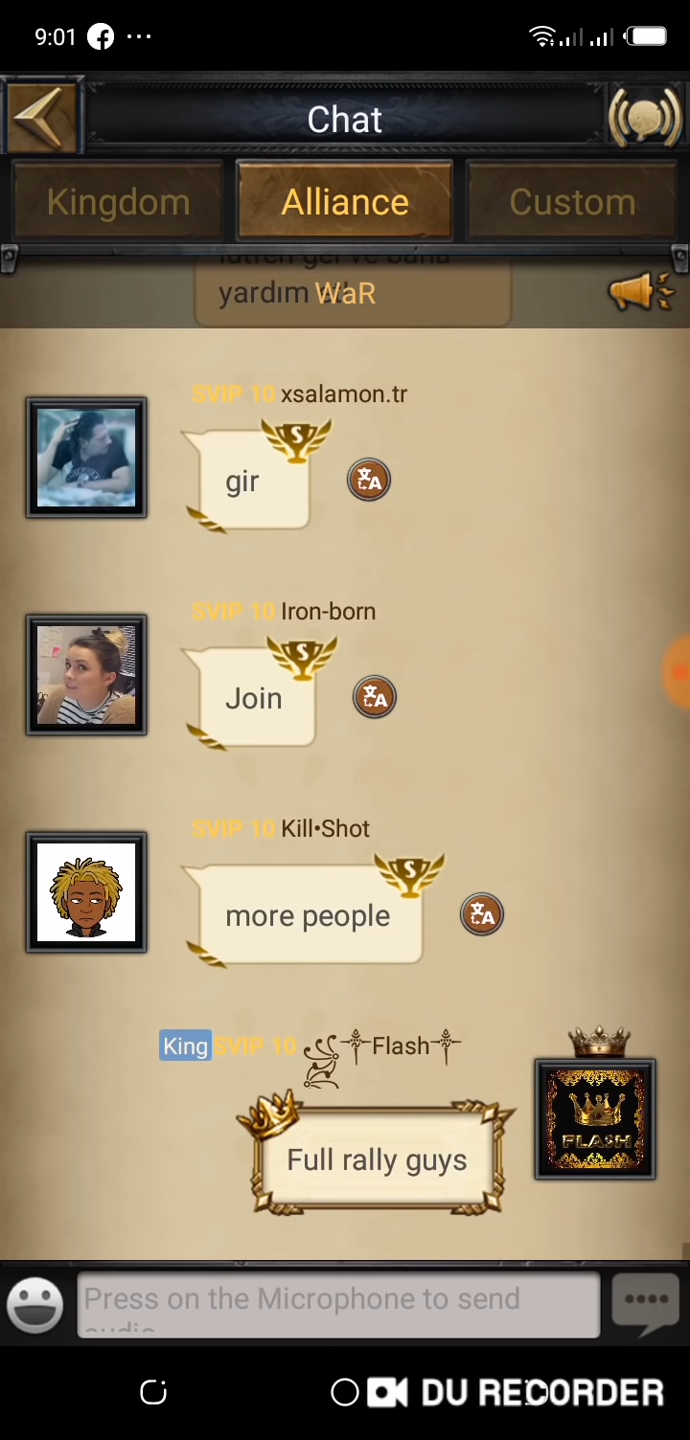 9:01
Chat
Kingdom
Alliance
Custom
yardım
WaR
SVIP 10 xsalamon.tr
gir
SVIP 10 Iron-born
Join
SVIP 10 Kill•Shot
more people
King SVIP 10 Flash
FLASH
Full rally guys
Press on the Microphone to send
audio
DU RECORDER